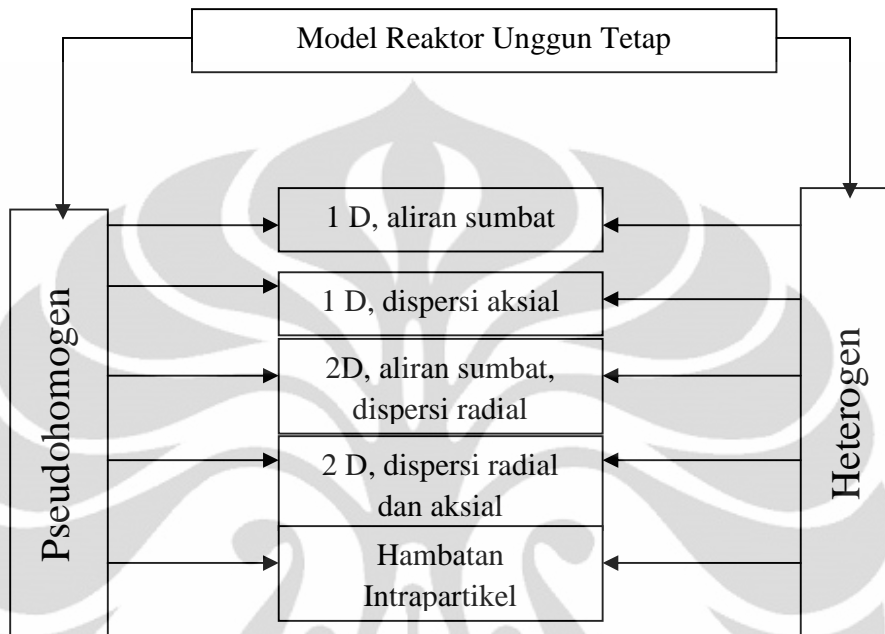 Model Reaktor Unggun Tetap
Pseudohomogen
1 D, aliran sumbat
1 D, dispersi aksial
2D, aliran sumbat,
dispersi radial
2 D, dispersi radial
dan aksial
Hambatan
Intrapartikel
Heterogen